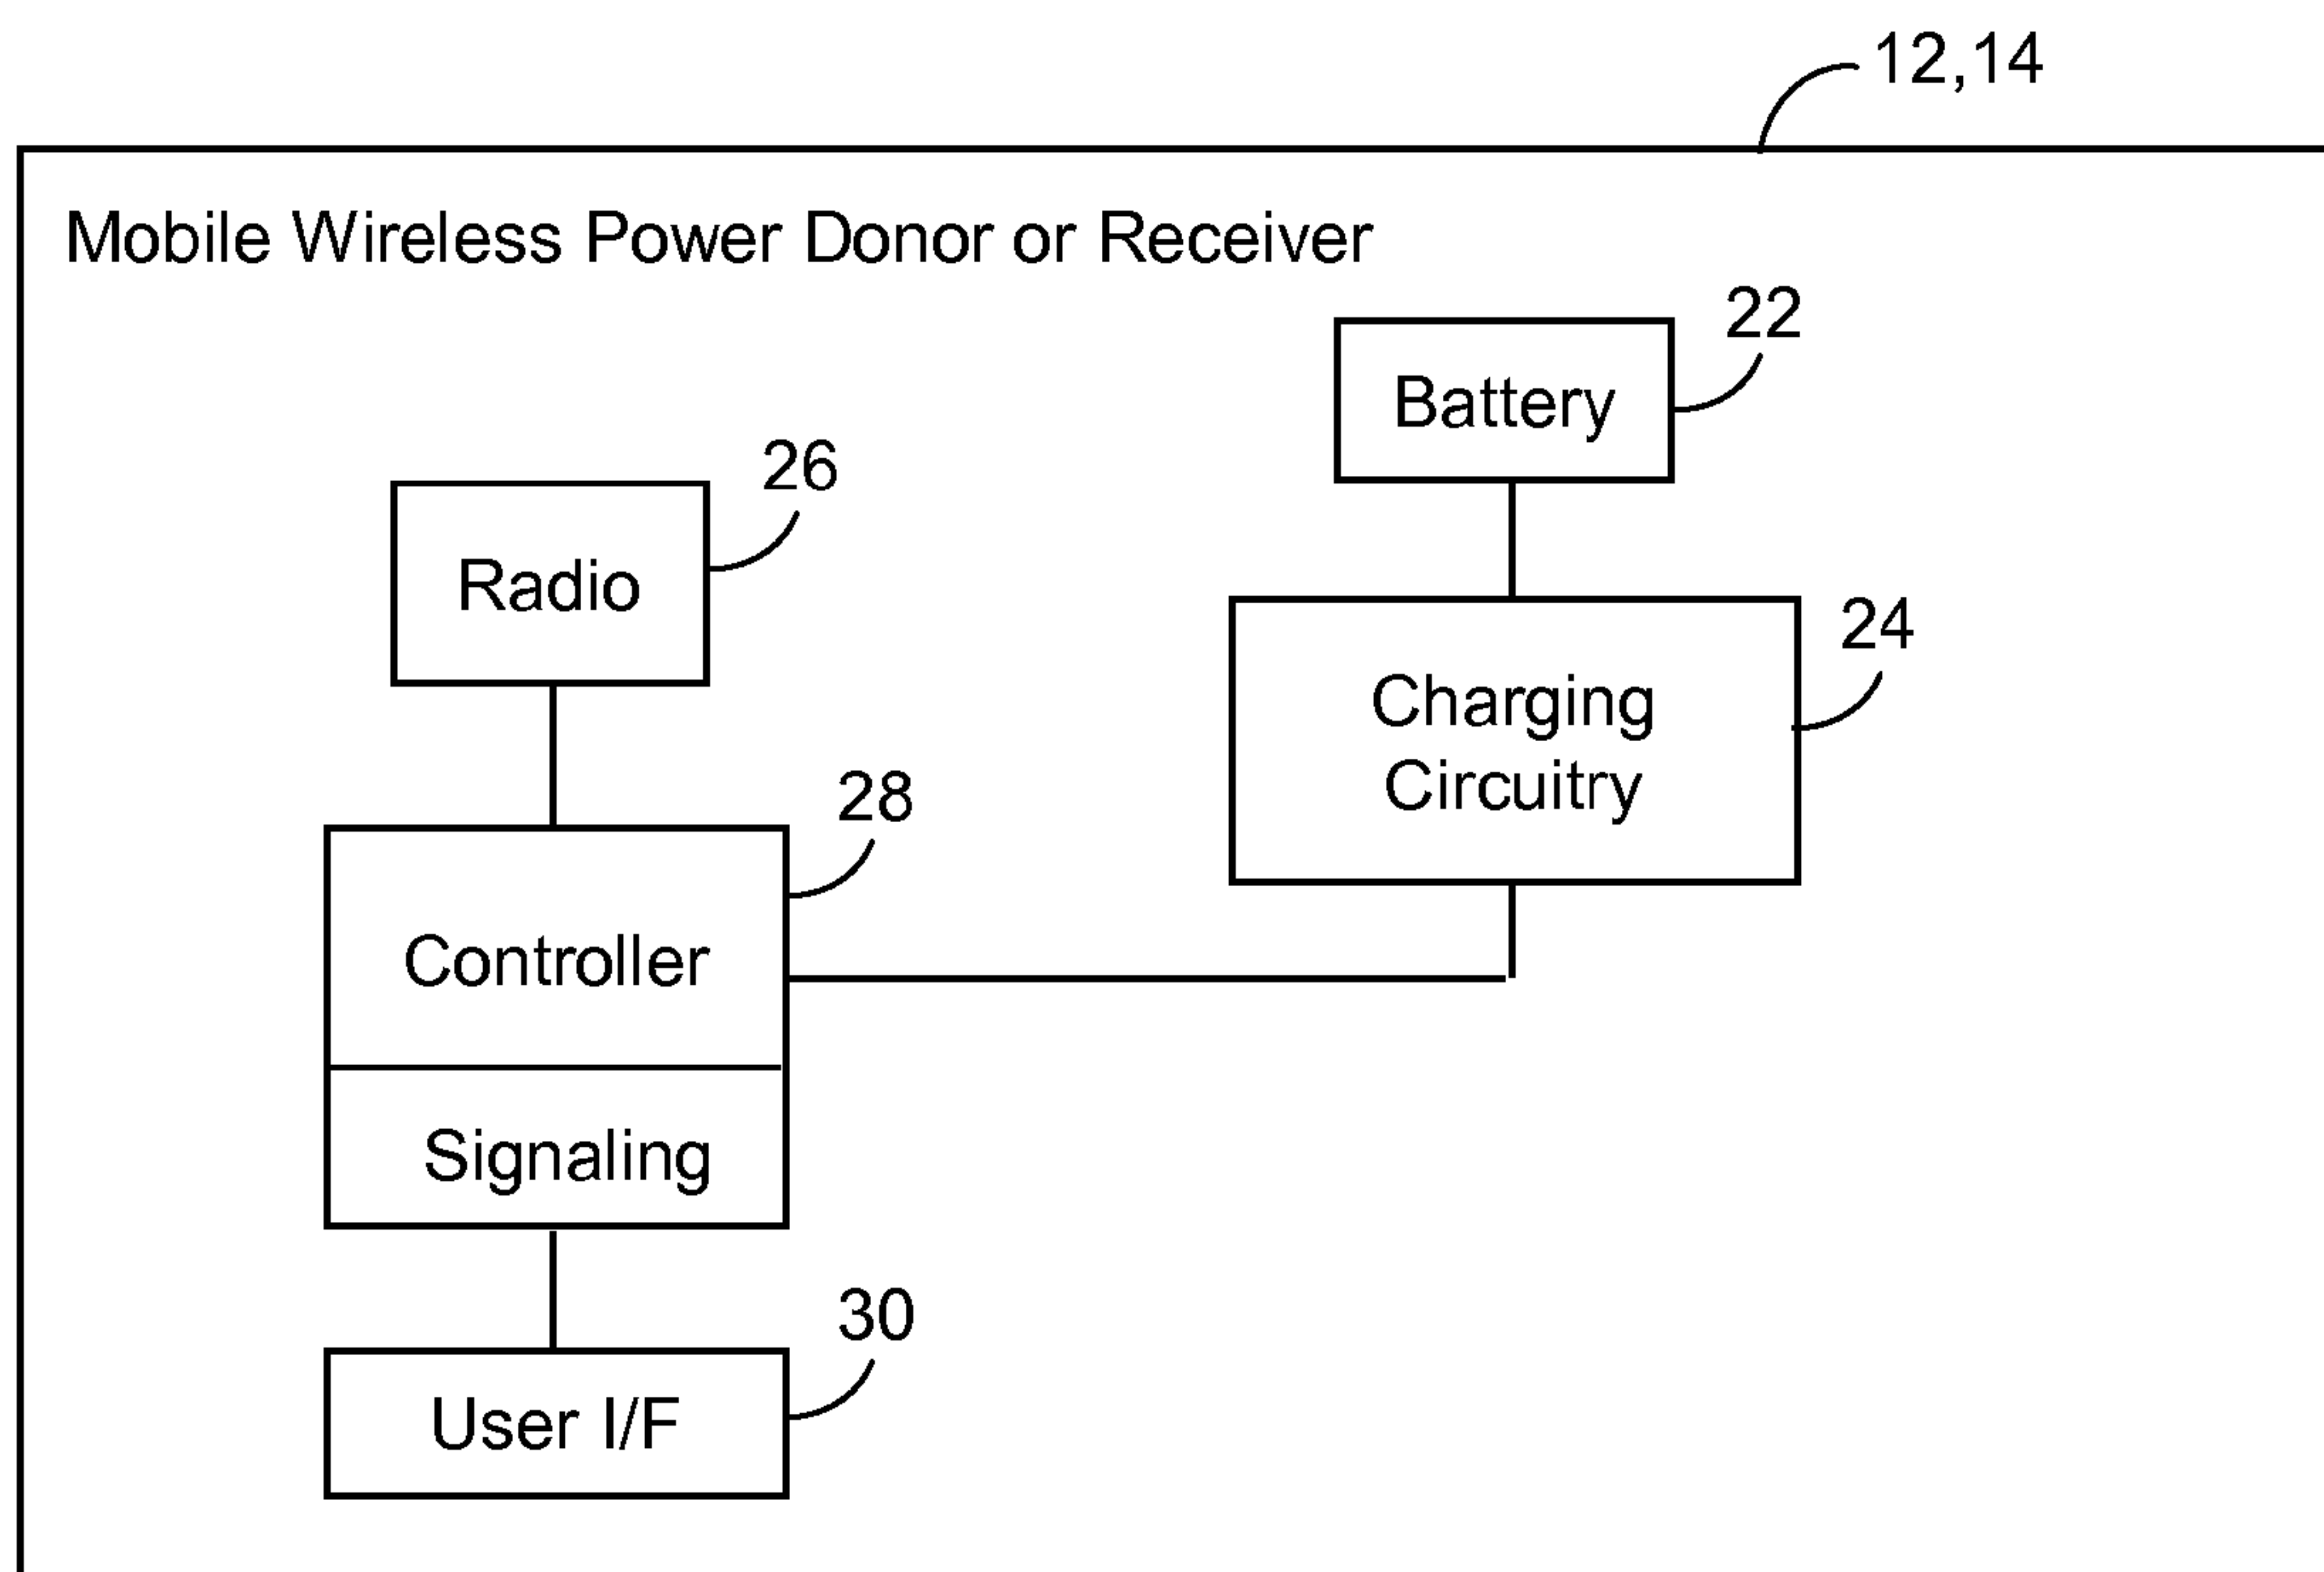 12,14
Mobile Wireless Power Donor or Receiver
22
Battery
26
Radio
24
Charging
Circuitry
28
Controller
Signaling
30
User I/F